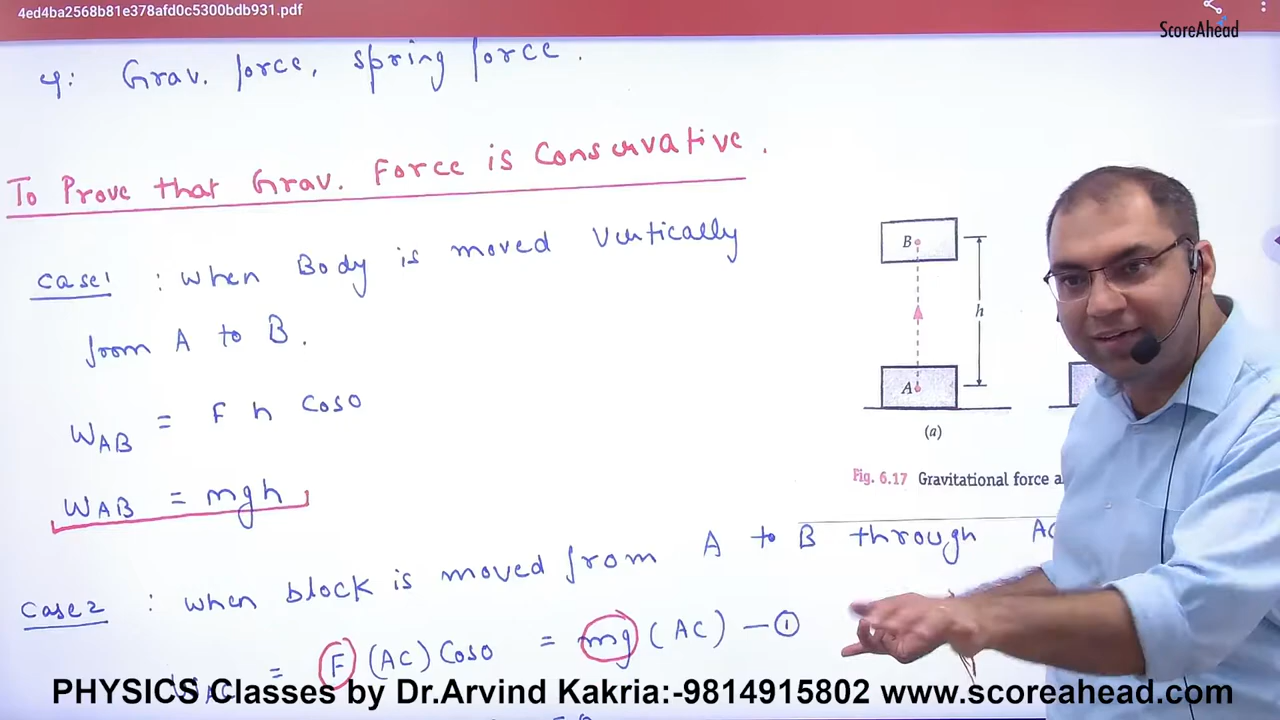 4ed4ba2568b81e378afd0c5300bdb931.pdf
ScoreAhead
eg: Grav. force, spring force.
To Prove that Grav. Force is Conservative.
Case1 : when Body is moved Vertically
from A to B.
W_AB = F h Cos0
W_AB = mgh
B
h
A
(a)
Fig. 6.17 Gravitational force a
Case2 : when block is moved from A to B through AC
= F (AC) Cos0 = mg (AC) — ①
PHYSICS Classes by Dr.Arvind Kakria:-9814915802 www.scoreahead.com